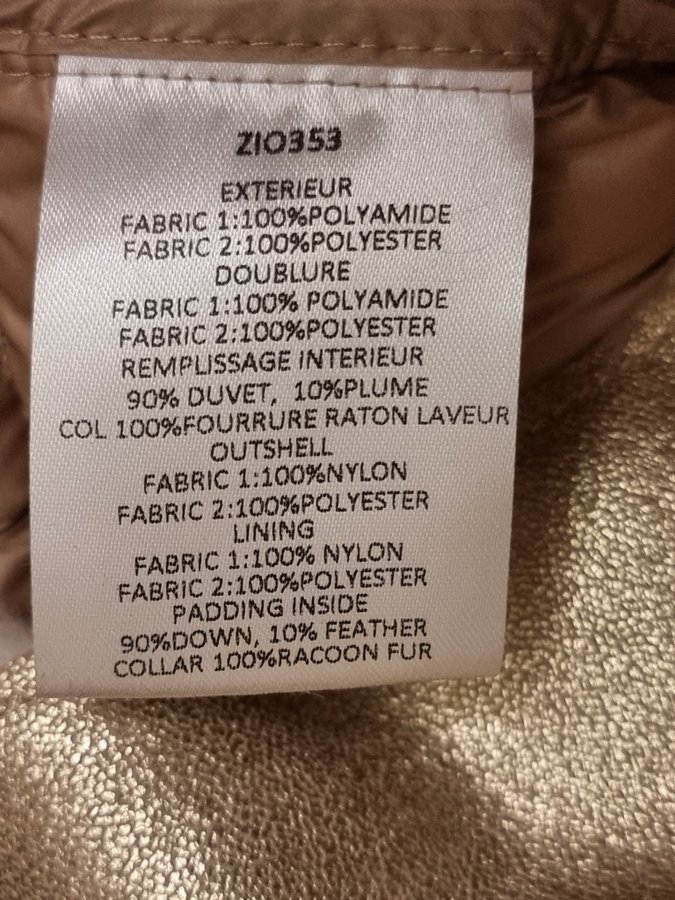 ZIO353
EXTERIEUR
FABRIC 1:100%POLYAMIDE
FABRIC 2:100%POLYESTER
DOUBLURE
FABRIC 1:100% POLYAMIDE
FABRIC 2:100%POLYESTER
REMPLISSAGE INTERIEUR
90% DUVET, 10%PLUME
COL 100%FOURRURE RATON LAVEUR
OUTSHELL
FABRIC 1:100%NYLON
FABRIC 2:100%POLYESTER
LINING
FABRIC 1:100% NYLON
FABRIC 2:100%POLYESTER
PADDING INSIDE
90%DOWN, 10% FEATHER
COLLAR 100%RACOON FUR